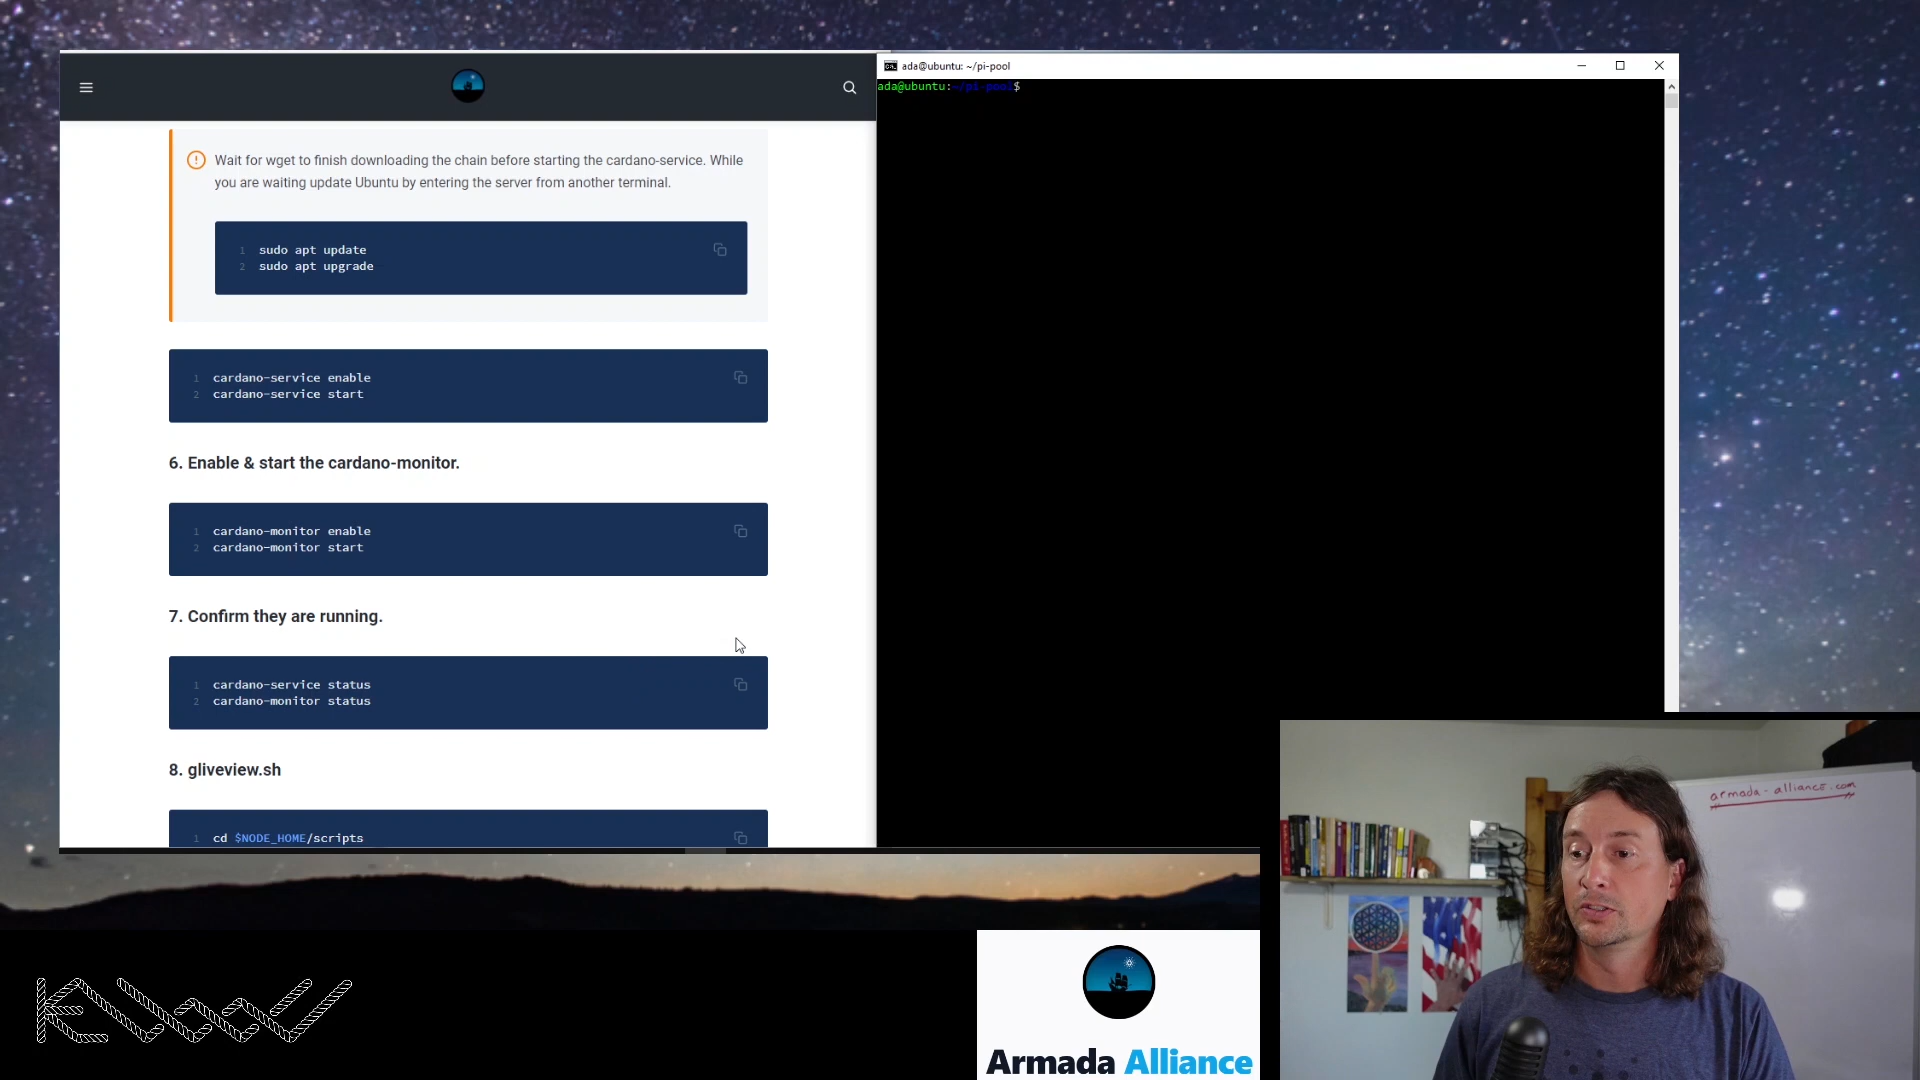 Wait for wget to finish downloading the chain before starting the cardano-service. While
you are waiting update Ubuntu by entering the server from another terminal.
1 sudo apt update
2 sudo apt upgrade
1 cardano-service enable
2 cardano-service start
6. Enable & start the cardano-monitor.
1 cardano-monitor enable
2 cardano-monitor start
7. Confirm they are running.
1 cardano-service status
2 cardano-monitor status
8. gliveview.sh
1 cd $NODE_HOME/scripts
ada@ubuntu: ~/pi-pool
ada@ubuntu:~/pi-pool$
armada-alliance.com
Armada Alliance